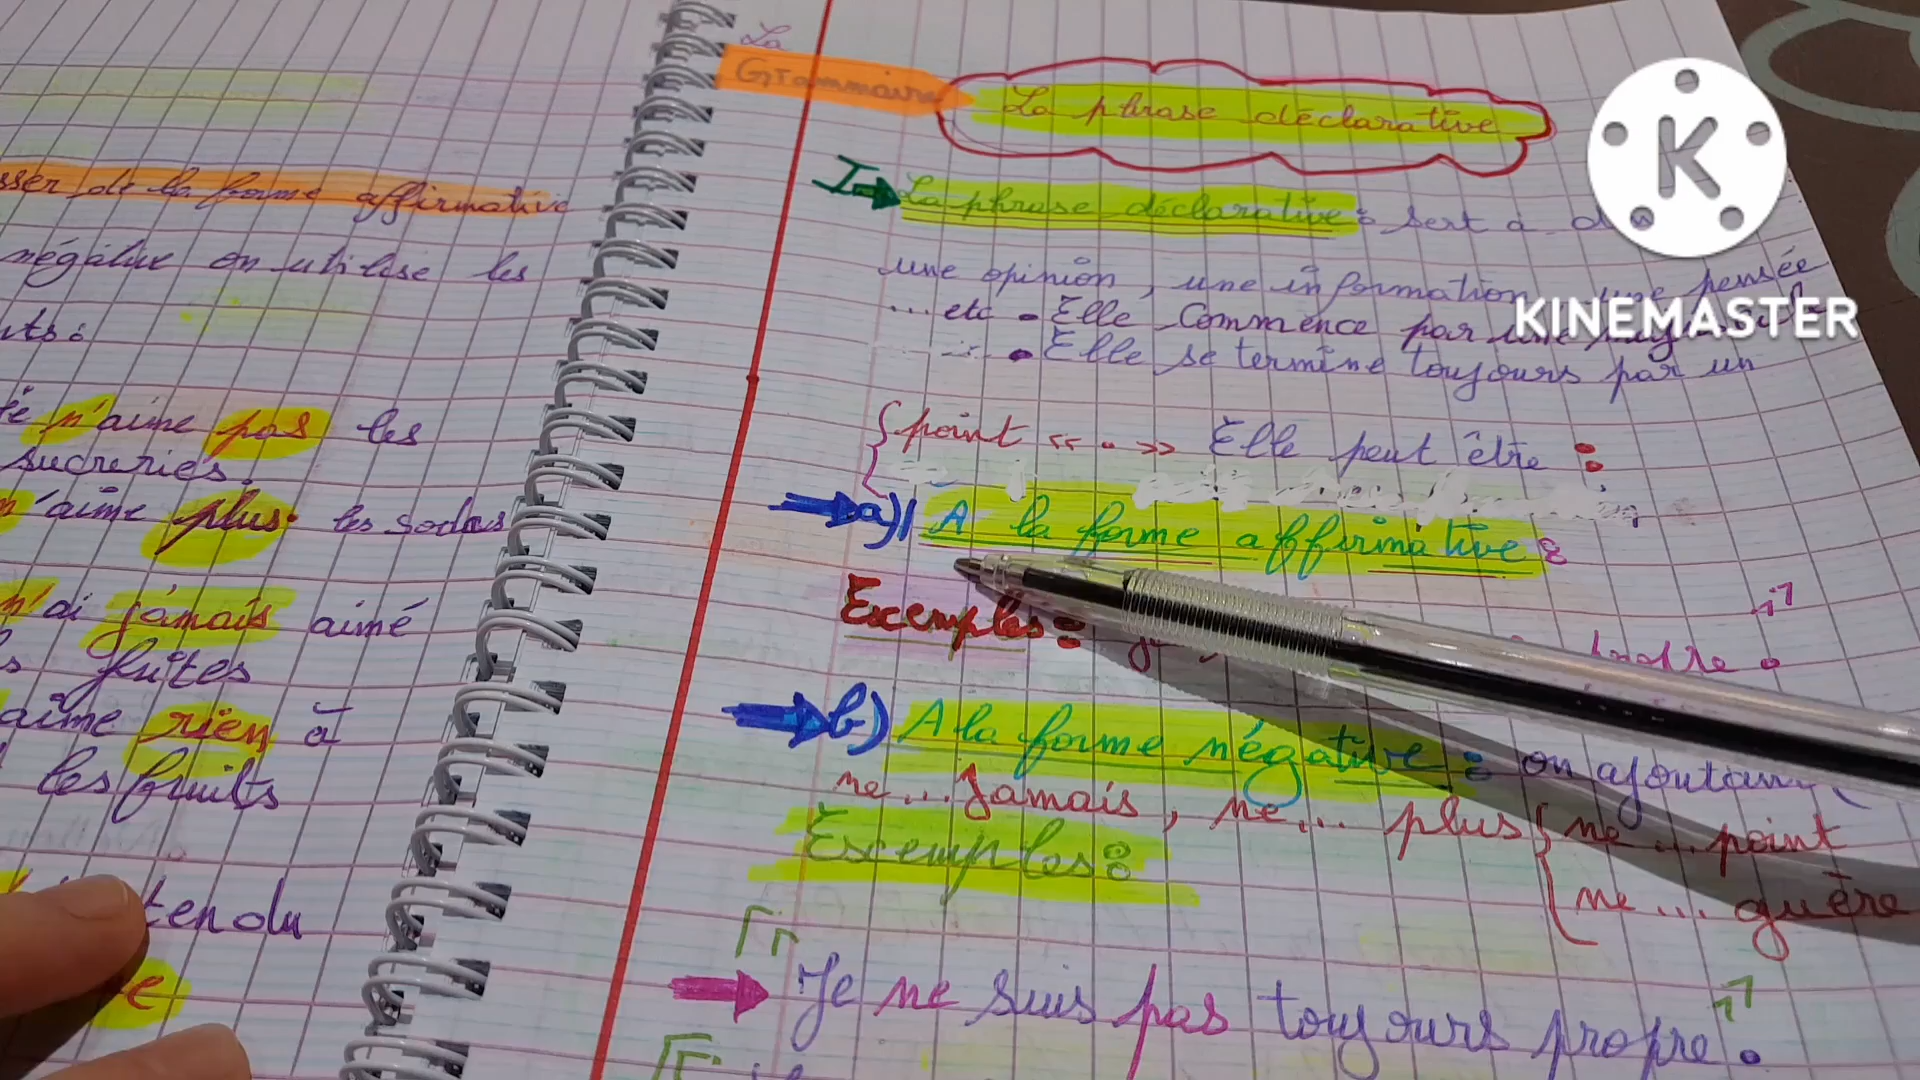 de la forme affirmative
négative on utilise les
n'aime pas les
sucreries.
n'aime plus les sodas
n'ai jamais aimé
fuites
aime rien à
les fruits
tendu
La
Grammaire
La phrase déclarative
I
La phrase déclarative : sert à
une opinion, une information, une pensée
...etc - Elle Commence par une
. Elle se termine toujours par un
point « . » Elle peut être :
a) A la forme affirmative :
Exemples :
propre .
b) A la forme négative : on ajoutant
ne ... Jamais, ne ... plus ne ... point
ne ... guère
Exemples :
Je ne suis pas toujours propre .
K
KINEMASTER